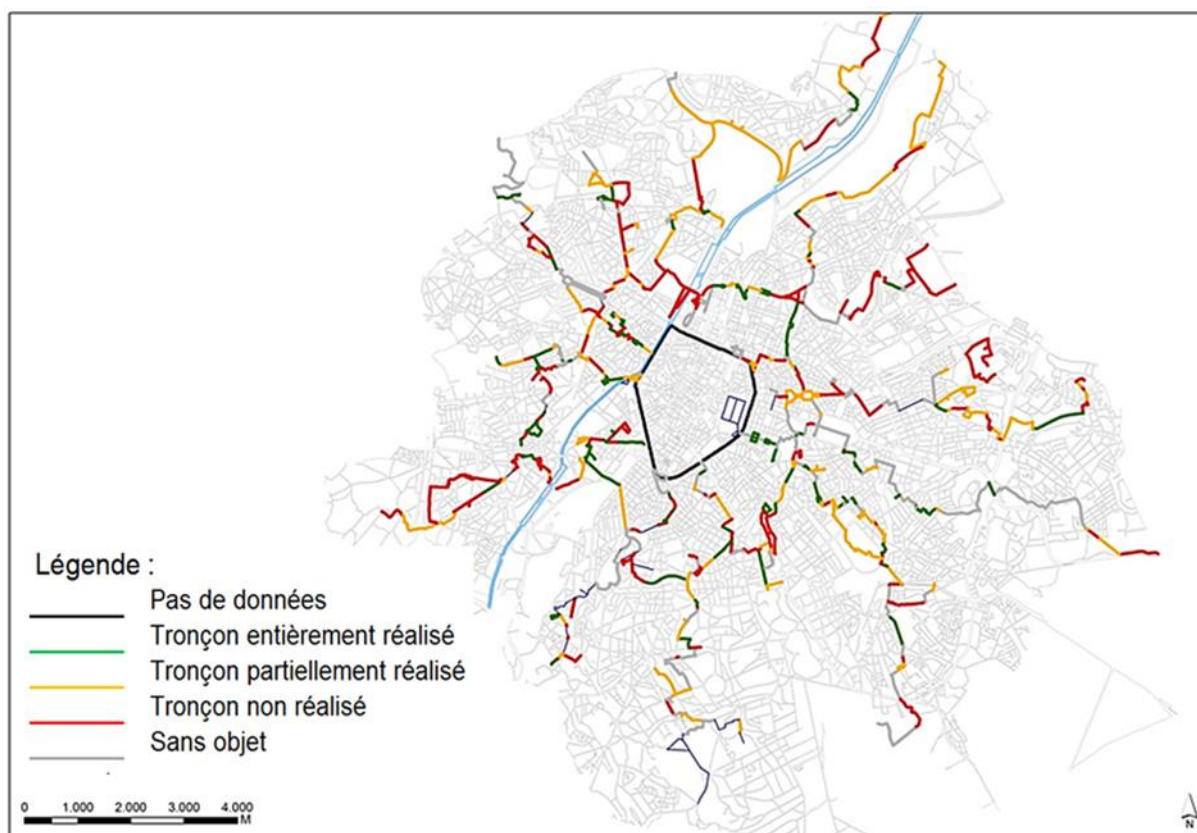 Légende :
Pas de données
Tronçon entièrement réalisé
Tronçon partiellement réalisé
Tronçon non réalisé
Sans objet
0 1.000 2.000 3.000 4.000
M
N